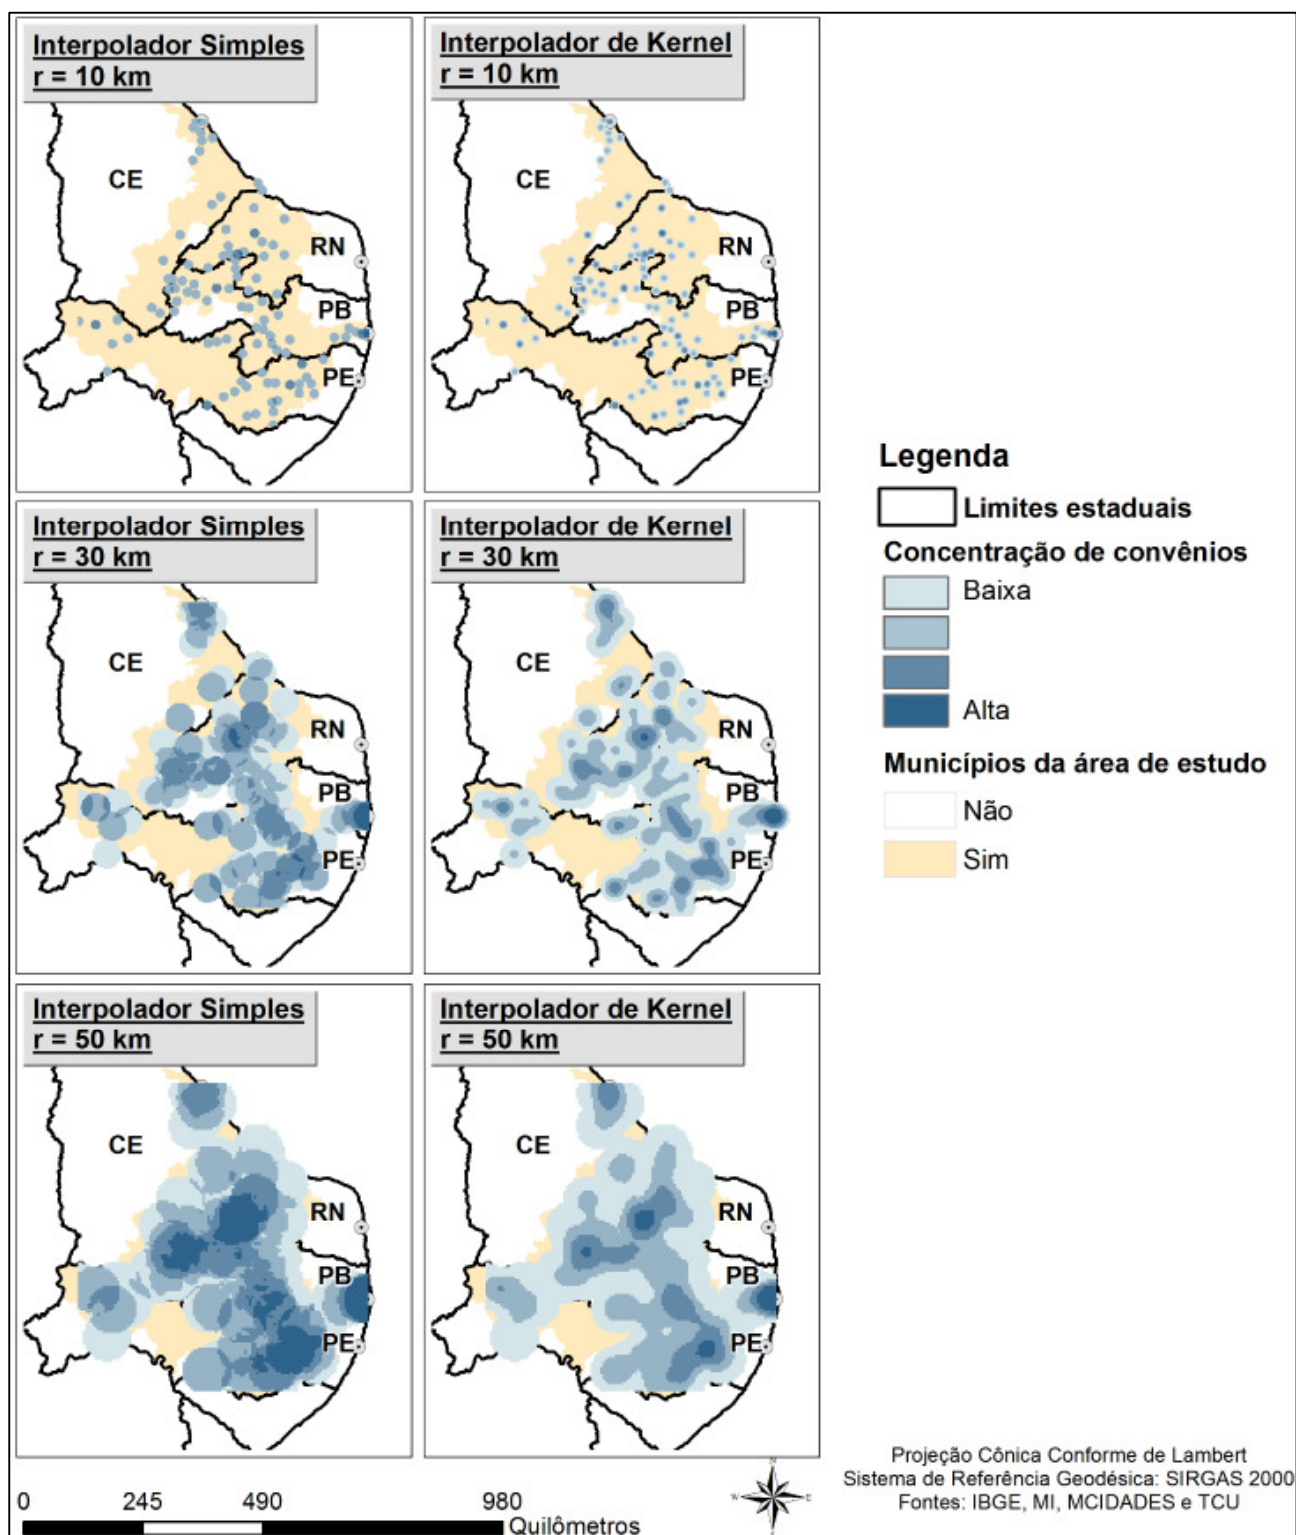 Interpolador Simples
r = 10 km
CE
RN
PB
PE
Interpolador de Kernel
r = 10 km
CE
RN
PB
PE
Interpolador Simples
r = 30 km
CE
RN
PB
PE
Interpolador de Kernel
r = 30 km
CE
RN
PB
PE
Interpolador Simples
r = 50 km
CE
RN
PB
PE
Interpolador de Kernel
r = 50 km
CE
RN
PB
PE
Legenda
Limites estaduais
Concentração de convênios
Baixa
Alta
Municípios da área de estudo
Não
Sim
0 245 490 980
Quilômetros
N
W E
S
Projeção Cônica Conforme de Lambert
Sistema de Referência Geodésica: SIRGAS 2000
Fontes: IBGE, MI, MCIDADES e TCU